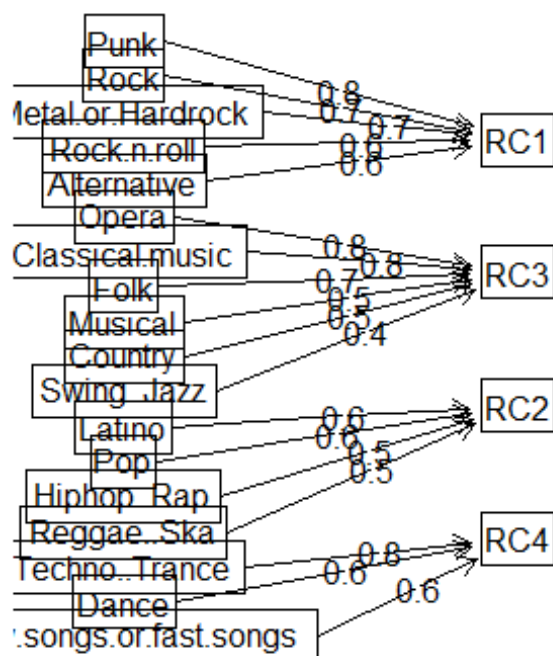 Punk
Rock
Metal.or.Hardrock
Rock.n.roll
Alternative
Opera
Classical.music
Folk
Musical
Country
Swing..Jazz
Latino
Pop
Hiphop..Rap
Reggae..Ska
Techno..Trance
Dance
.songs.or.fast.songs
0.8
0.7
0.7
0.6
0.6
0.8
0.8
0.7
0.5
0.5
0.4
0.6
0.6
0.5
0.5
0.8
0.6
0.6
RC1
RC3
RC2
RC4